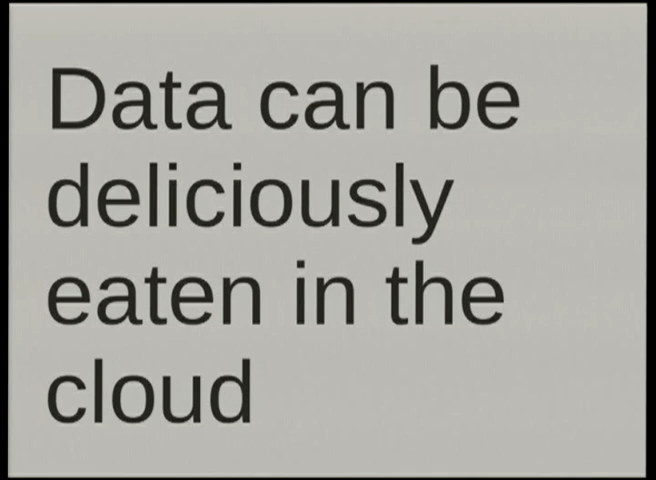 Data can be
deliciously
eaten in the
cloud